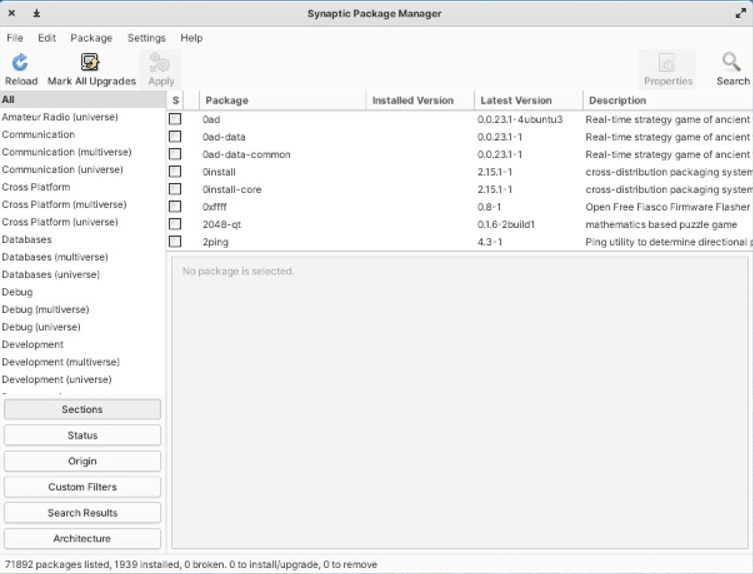 Synaptic Package Manager
File Edit Package Settings Help
Reload Mark All Upgrades Apply Properties Search
All
Amateur Radio (universe)
Communication
Communication (multiverse)
Communication (universe)
Cross Platform
Cross Platform (multiverse)
Cross Platform (universe)
Databases
Databases (multiverse)
Databases (universe)
Debug
Debug (multiverse)
Debug (universe)
Development
Development (multiverse)
Development (universe)
Sections
Status
Origin
Custom Filters
Search Results
Architecture
S Package Installed Version Latest Version Description
0ad 0.0.23.1-4ubuntu3 Real-time strategy game of ancient
0ad-data 0.0.23.1-1 Real-time strategy game of ancient
0ad-data-common 0.0.23.1-1 Real-time strategy game of ancient
0install 2.15.1-1 cross-distribution packaging system
0install-core 2.15.1-1 cross-distribution packaging system
0xffff 0.8-1 Open Free Fiasco Firmware Flasher
2048-qt 0.1.6-2build1 mathematics based puzzle game
2ping 4.3-1 Ping utility to determine directional
No package is selected.
71892 packages listed, 1939 installed, 0 broken. 0 to install/upgrade, 0 to remove